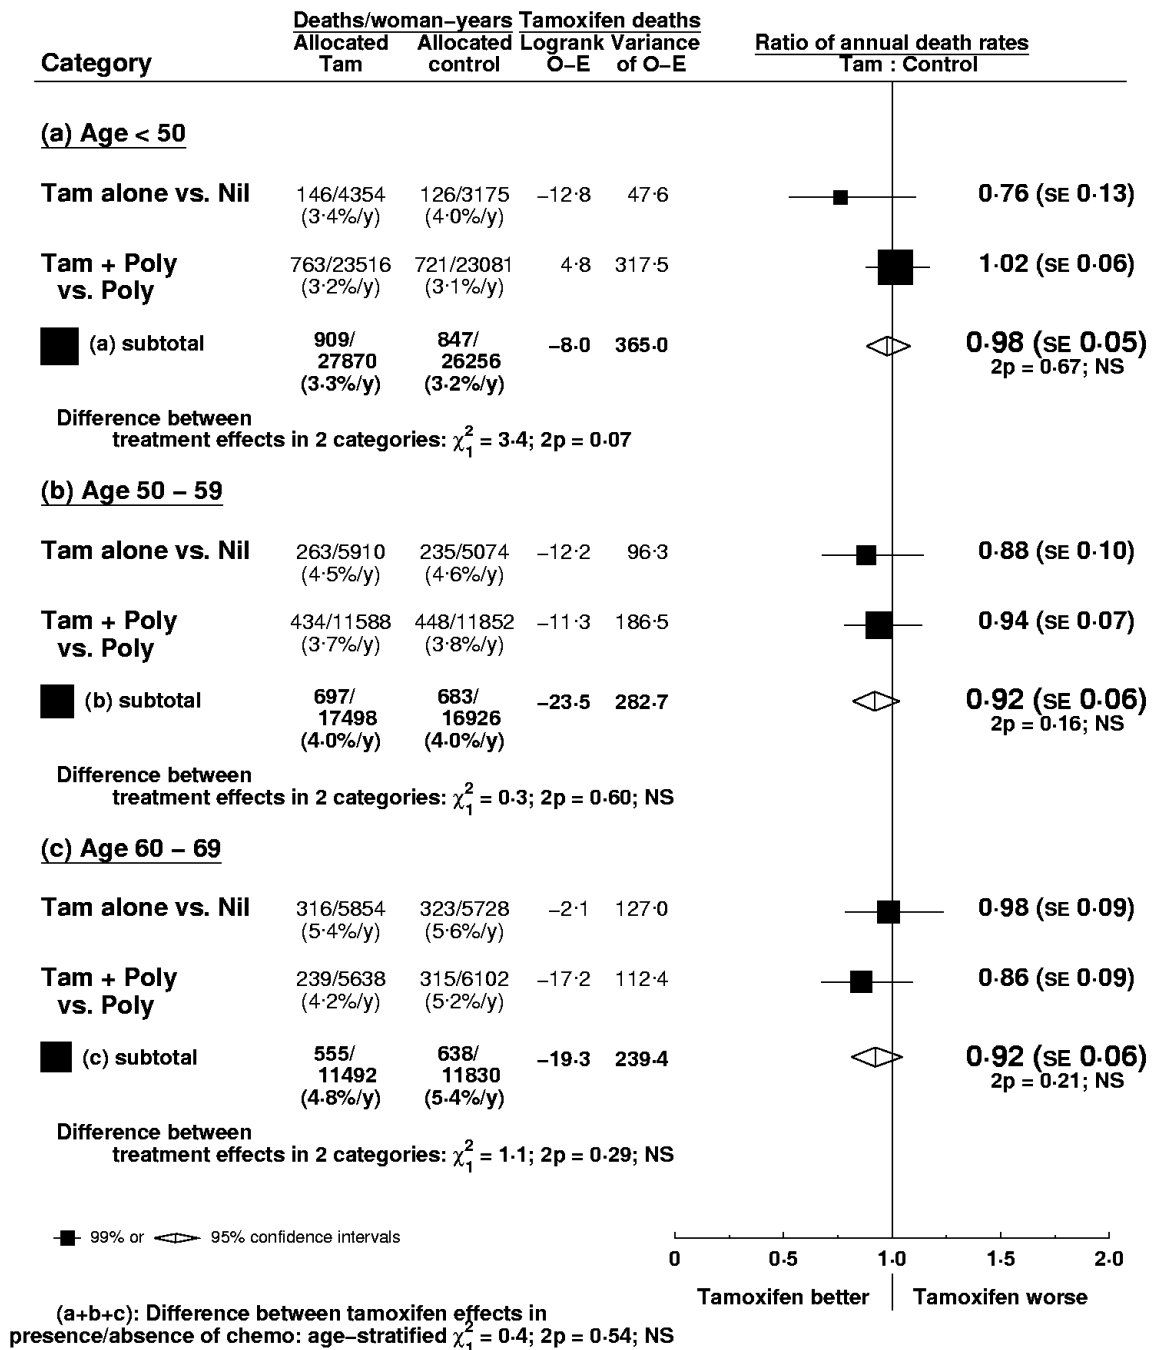 Deaths/woman–years Tamoxifen deaths
Allocated Allocated Logrank Variance Ratio of annual death rates
Category Tam control O–E of O–E Tam : Control
(a) Age < 50
Tam alone vs. Nil 146/4354 126/3175 –12·8 47·6 0·76 (SE 0·13)
(3·4%/y) (4·0%/y)
Tam + Poly 763/23516 721/23081 4·8 317·5 1·02 (SE 0·06)
vs. Poly (3·2%/y) (3·1%/y)
(a) subtotal 909/ 847/ –8·0 365·0 0·98 (SE 0·05)
27870 26256 2p = 0·67; NS
(3·3%/y) (3·2%/y)
Difference between
treatment effects in 2 categories: χ²₁ = 3·4; 2p = 0·07
(b) Age 50 – 59
Tam alone vs. Nil 263/5910 235/5074 –12·2 96·3 0·88 (SE 0·10)
(4·5%/y) (4·6%/y)
Tam + Poly 434/11588 448/11852 –11·3 186·5 0·94 (SE 0·07)
vs. Poly (3·7%/y) (3·8%/y)
(b) subtotal 697/ 683/ –23·5 282·7 0·92 (SE 0·06)
17498 16926 2p = 0·16; NS
(4·0%/y) (4·0%/y)
Difference between
treatment effects in 2 categories: χ²₁ = 0·3; 2p = 0·60; NS
(c) Age 60 – 69
Tam alone vs. Nil 316/5854 323/5728 –2·1 127·0 0·98 (SE 0·09)
(5·4%/y) (5·6%/y)
Tam + Poly 239/5638 315/6102 –17·2 112·4 0·86 (SE 0·09)
vs. Poly (4·2%/y) (5·2%/y)
(c) subtotal 555/ 638/ –19·3 239·4 0·92 (SE 0·06)
11492 11830 2p = 0·21; NS
(4·8%/y) (5·4%/y)
Difference between
treatment effects in 2 categories: χ²₁ = 1·1; 2p = 0·29; NS
99% or 95% confidence intervals
0 0·5 1·0 1·5 2·0
Tamoxifen better Tamoxifen worse
(a+b+c): Difference between tamoxifen effects in
presence/absence of chemo: age–stratified χ²₁ = 0·4; 2p = 0·54; NS